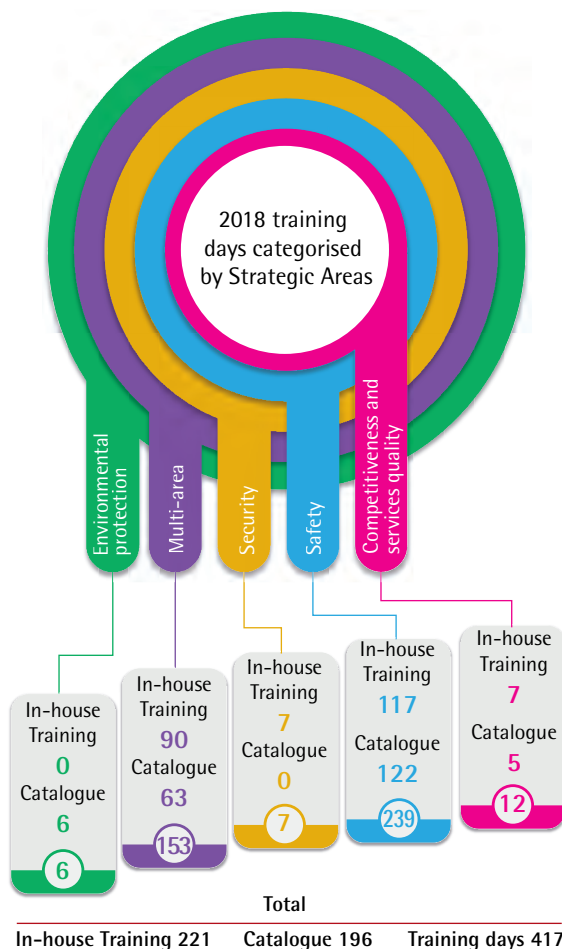 2018 training
days categorised
by Strategic Areas
Environmental
protection
Multi-area
Security
Safety
Competitiveness and
services quality
In-house
Training
0
Catalogue
6
6
In-house
Training
90
Catalogue
63
153
In-house
Training
7
Catalogue
0
7
In-house
Training
117
Catalogue
122
239
In-house
Training
7
Catalogue
5
12
Total
In-house Training 221 Catalogue 196 Training days 417